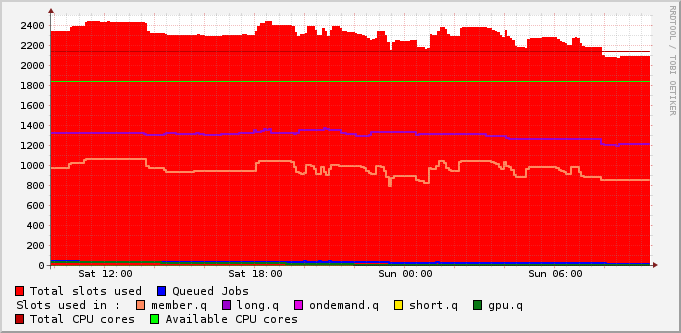 2400
2200
2000
1800
1600
1400
1200
1000
800
600
400
200
0
Sat 12:00 Sat 18:00 Sun 00:00 Sun 06:00
Total slots used Queued Jobs
Slots used in : member.q long.q ondemand.q short.q gpu.q
Total CPU cores Available CPU cores
RRDTOOL / TOBI OETIKER